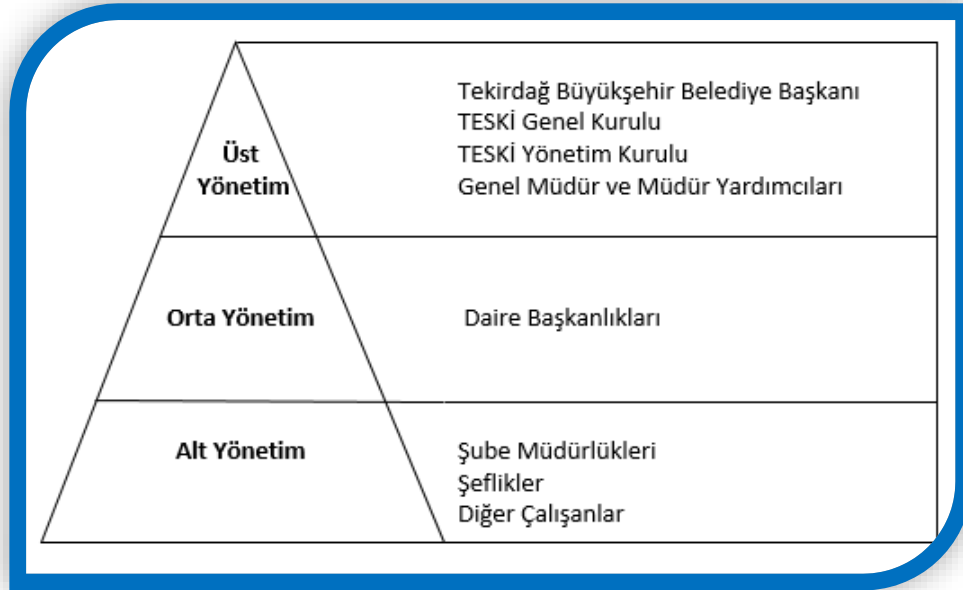 Üst
Yönetim
Tekirdağ Büyükşehir Belediye Başkanı
TESKİ Genel Kurulu
TESKİ Yönetim Kurulu
Genel Müdür ve Müdür Yardımcıları
Orta Yönetim
Daire Başkanlıkları
Alt Yönetim
Şube Müdürlükleri
Şeflikler
Diğer Çalışanlar